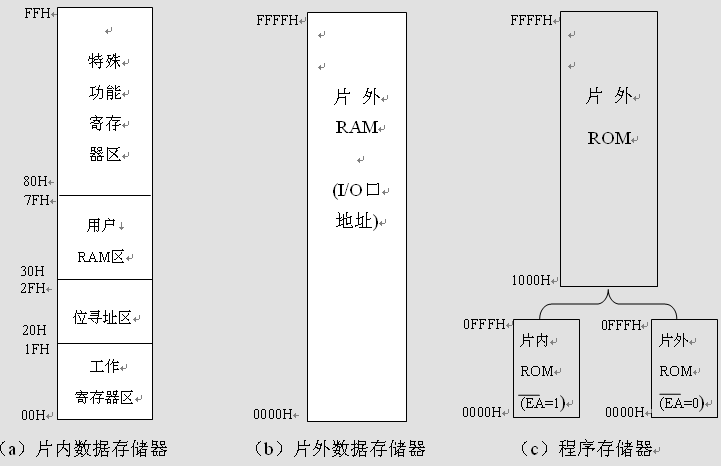 FFH
特殊
功能
寄存
器区
80H
7FH
用户
RAM区
30H
2FH
位寻址区
20H
1FH
工作
寄存器区
00H
(a)片内数据存储器
FFFFH
片 外
RAM
(I/O口
地址)
0000H
(b)片外数据存储器
FFFFH
片 外
ROM
1000H
0FFFH
片内
ROM
(E̅A̅=1)
0000H
0FFFH
片外
ROM
(E̅A̅=0)
0000H
(c)程序存储器